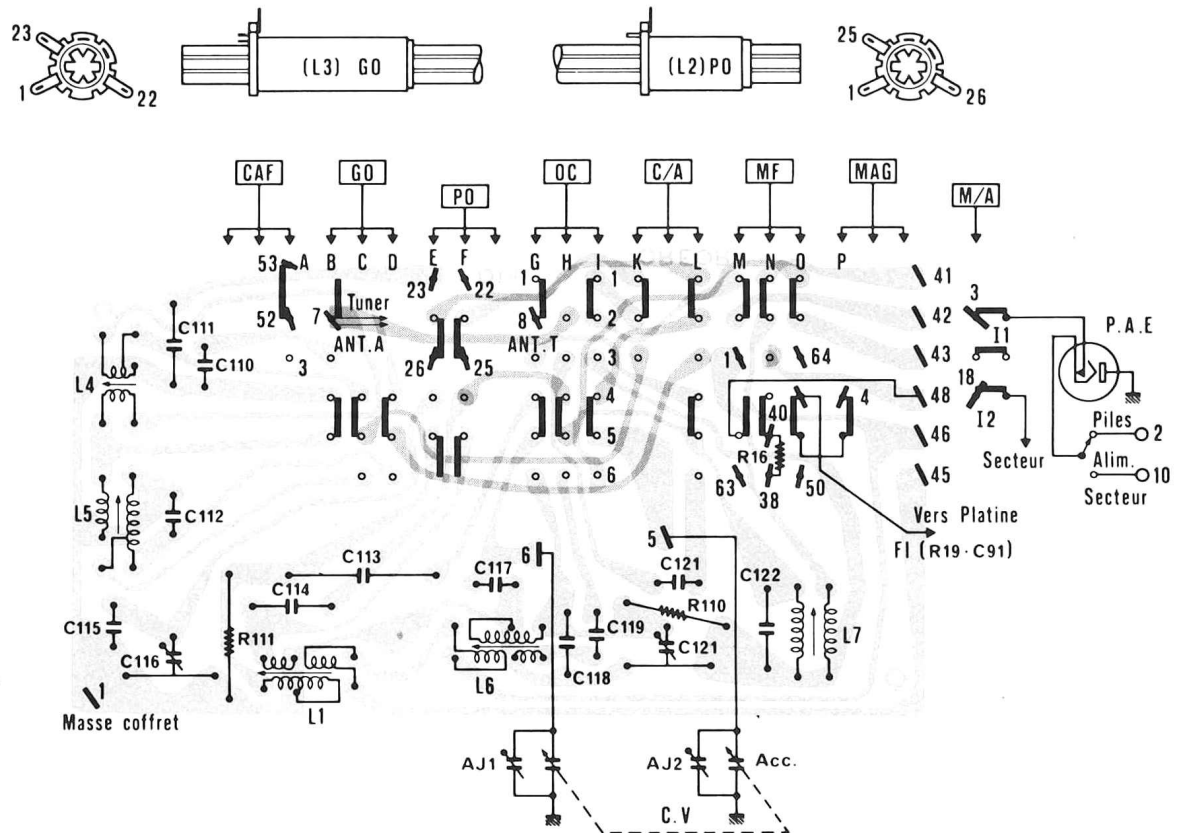 23
1
22
(L3) GO
(L2) PO
25
1
26
CAF
GO
PO
OC
C/A
MF
MAG
M/A
53 A B C D E F G H I K L M N O P
23 22 1 1 41
52 7 Tuner 8 2 42 3 I1 P.A.E
ANT.A ANT.T
3 26 25 3 1 64 43
18
4 4 48 I2
40
5 46 Piles 2
R16
Secteur
Alim. 10
Secteur
6 63 38 50 45
Vers Platine
FI (R19·C91)
C111
C110
L4
L5
C112
6
5
C113
C114
C117
C121
C122
R110
C115
C116
R111
L1
L6
C118
C119
C121
L7
1
Masse coffret
AJ1
AJ2
Acc.
C.V